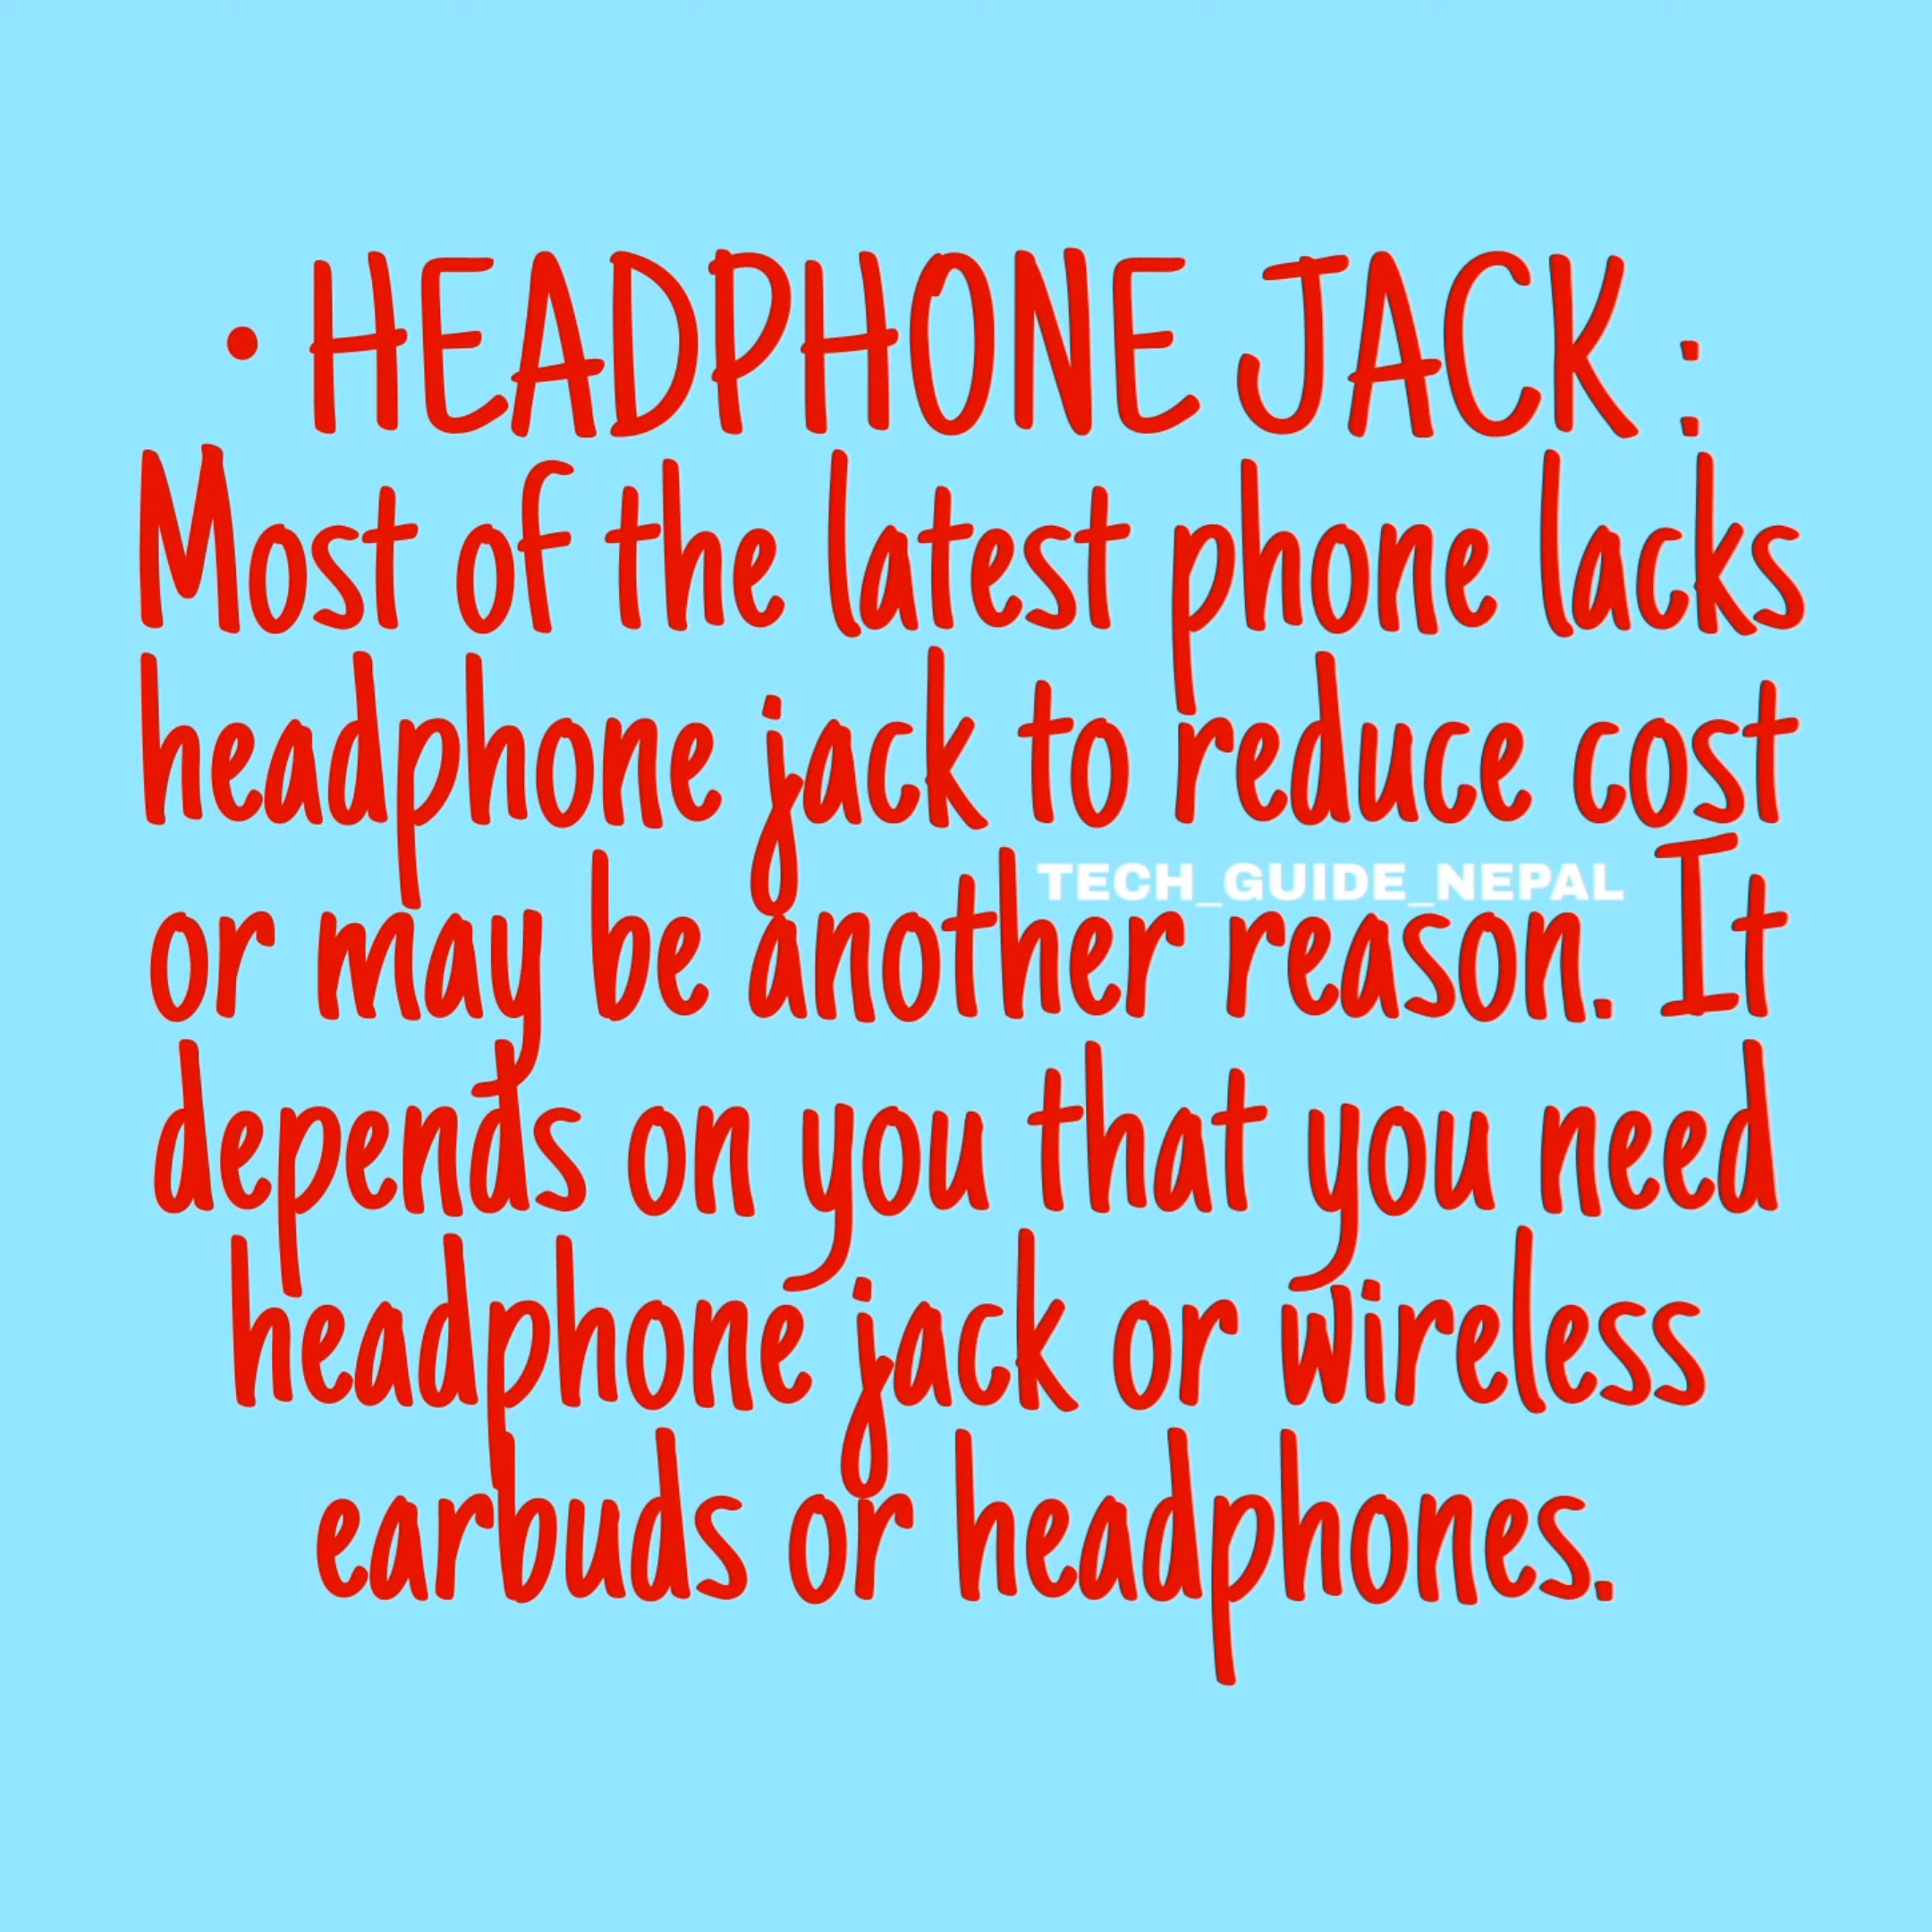 • HEADPHONE JACK :
Most of the latest phone lacks
headphone jack to reduce cost
TECH_GUIDE_NEPAL
or may be another reason. It
depends on you that you need
headphone jack or wireless
earbuds or headphones.